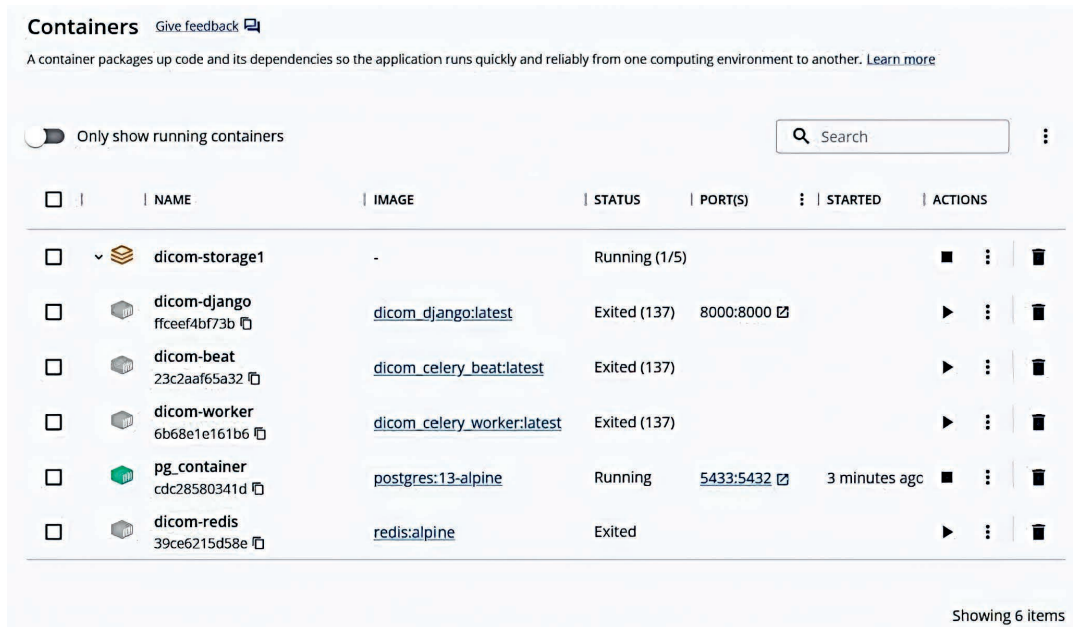 Containers Give feedback
A container packages up code and its dependencies so the application runs quickly and reliably from one computing environment to another. Learn more
Only show running containers Search
NAME IMAGE STATUS PORT(S) STARTED ACTIONS
dicom-storage1 - Running (1/5)
dicom-django
ffceef4bf73b dicom_django:latest Exited (137) 8000:8000
dicom-beat
23c2aaf65a32 dicom_celery_beat:latest Exited (137)
dicom-worker
6b68e1e161b6 dicom_celery_worker:latest Exited (137)
pg_container
cdc28580341d postgres:13-alpine Running 5433:5432 3 minutes ago
dicom-redis
39ce6215d58e redis:alpine Exited
Showing 6 items